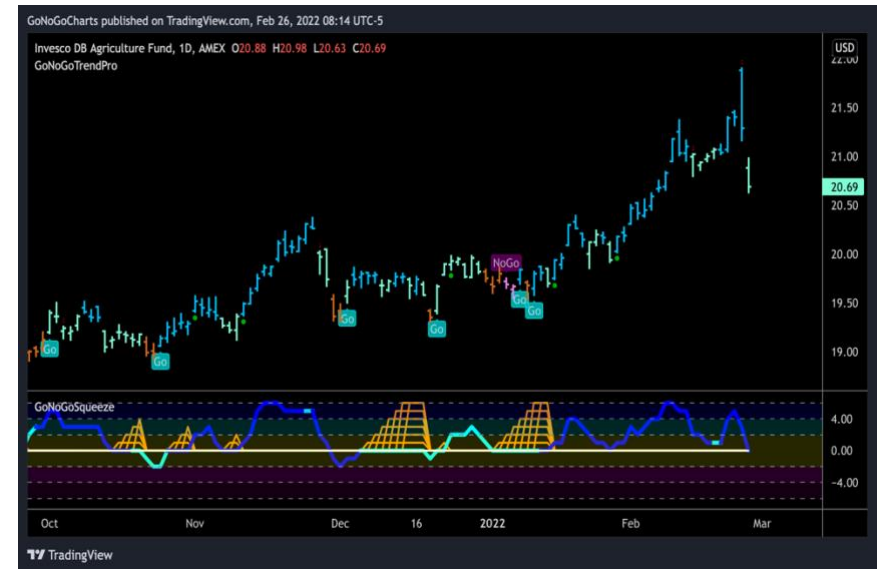 GoNoGoCharts published on TradingView.com, Feb 26, 2022 08:14 UTC-5
Invesco DB Agriculture Fund, 1D, AMEX O20.88 H20.98 L20.63 C20.69
GoNoGoTrendPro
USD
22.00
21.50
21.00
20.69
20.50
20.00
19.50
19.00
NoGo
Go
Go
Go
Go
Go
Go
GoNoGoSqueeze
4.00
0.00
−4.00
Oct Nov Dec 16 2022 Feb Mar
TradingView